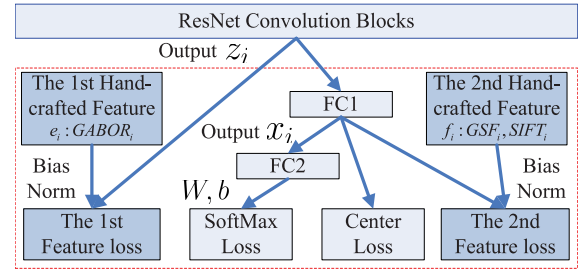 ResNet Convolution Blocks
Output z_i
The 1st Hand-
crafted Feature
e_i : GABOR_i
FC1
The 2nd Hand-
crafted Feature
f_i : GSF_i, SIFT_i
Output x_i
Bias
Norm
FC2
Bias
Norm
W, b
The 1st
Feature loss
SoftMax
Loss
Center
Loss
The 2nd
Feature loss